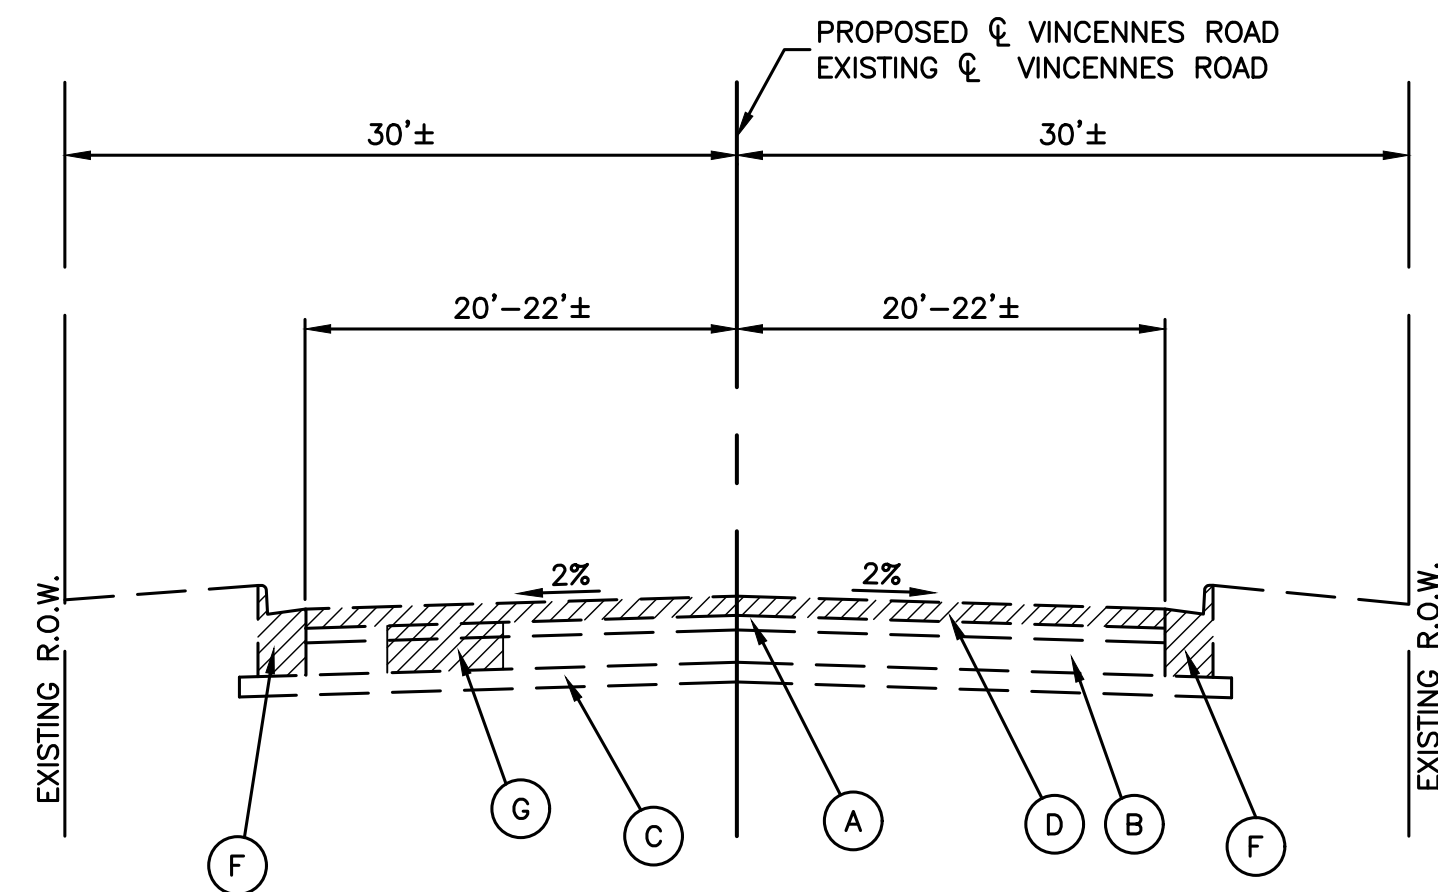 PROPOSED ℄ VINCENNES ROAD
EXISTING ℄ VINCENNES ROAD
30'±
30'±
20'-22'±
20'-22'±
2%
2%
EXISTING R.O.W.
EXISTING R.O.W.
G
C
A
D
B
F
F